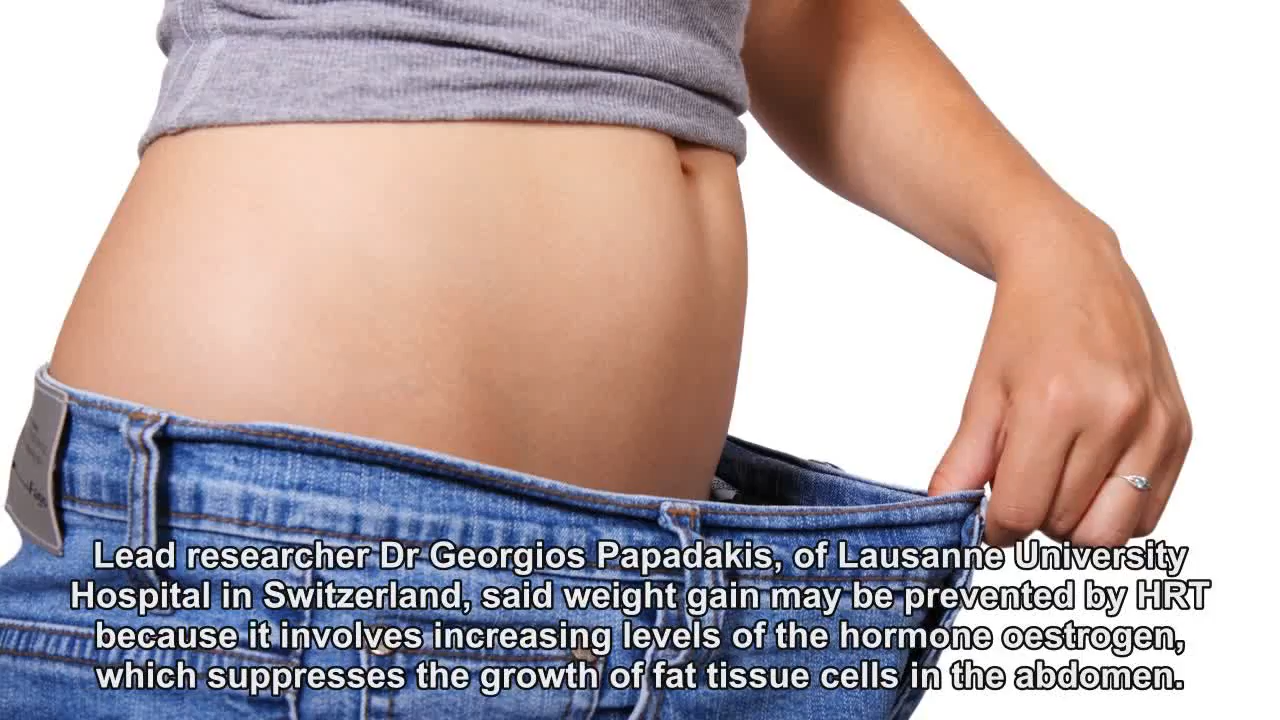 Lead researcher Dr Georgios Papadakis, of Lausanne University
Hospital in Switzerland, said weight gain may be prevented by HRT
because it involves increasing levels of the hormone oestrogen,
which suppresses the growth of fat tissue cells in the abdomen.